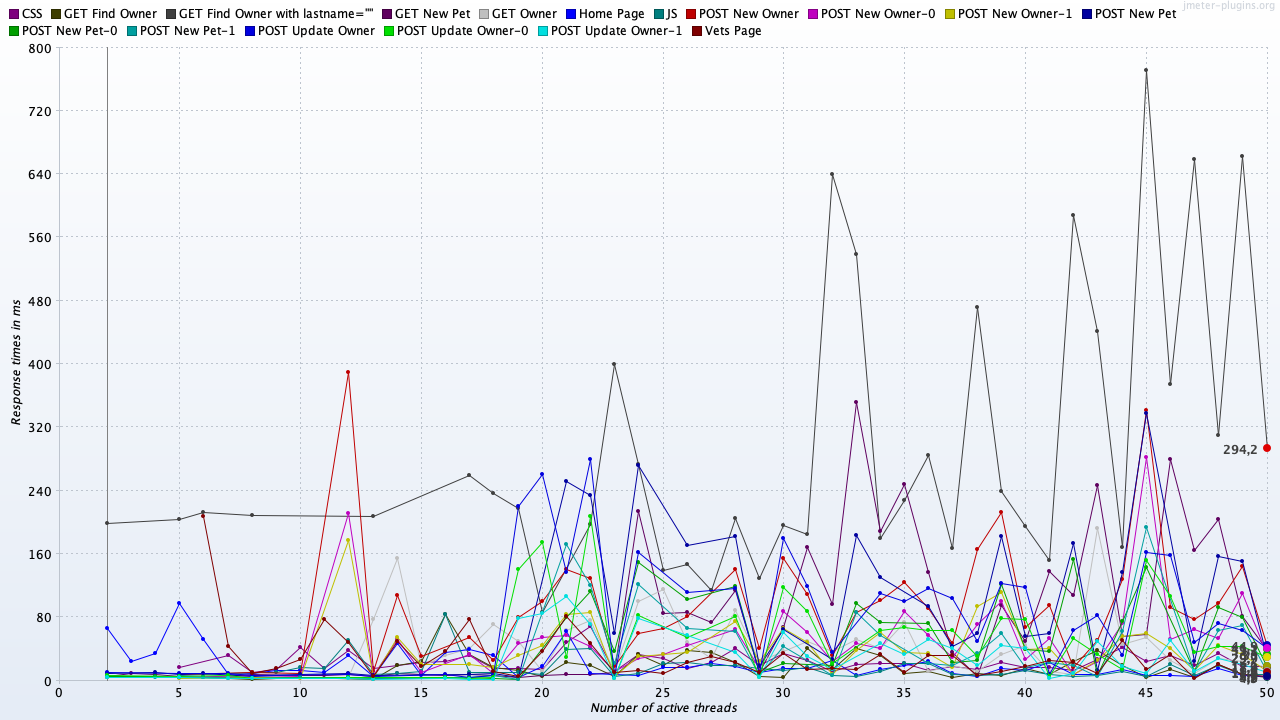 jmeter-plugins.org
CSS GET Find Owner GET Find Owner with lastname="" GET New Pet GET Owner Home Page JS POST New Owner POST New Owner-0 POST New Owner-1 POST New Pet
POST New Pet-0 POST New Pet-1 POST Update Owner POST Update Owner-0 POST Update Owner-1 Vets Page
800
720
640
560
480
400
320
240
160
80
0
Response times in ms
294,2
0 5 10 15 20 25 30 35 40 45 50
Number of active threads